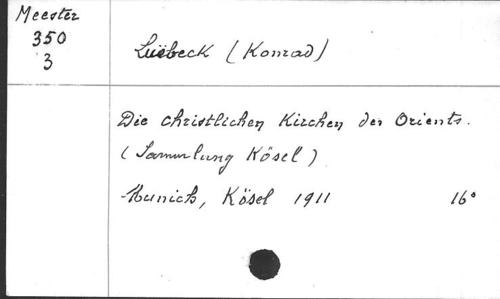 Meester
350
3
Lübeck (Konrad)
Die christlichen Kirchen des Orients.
(Sammlung Kösel)
Munich, Kösel 1911 16°